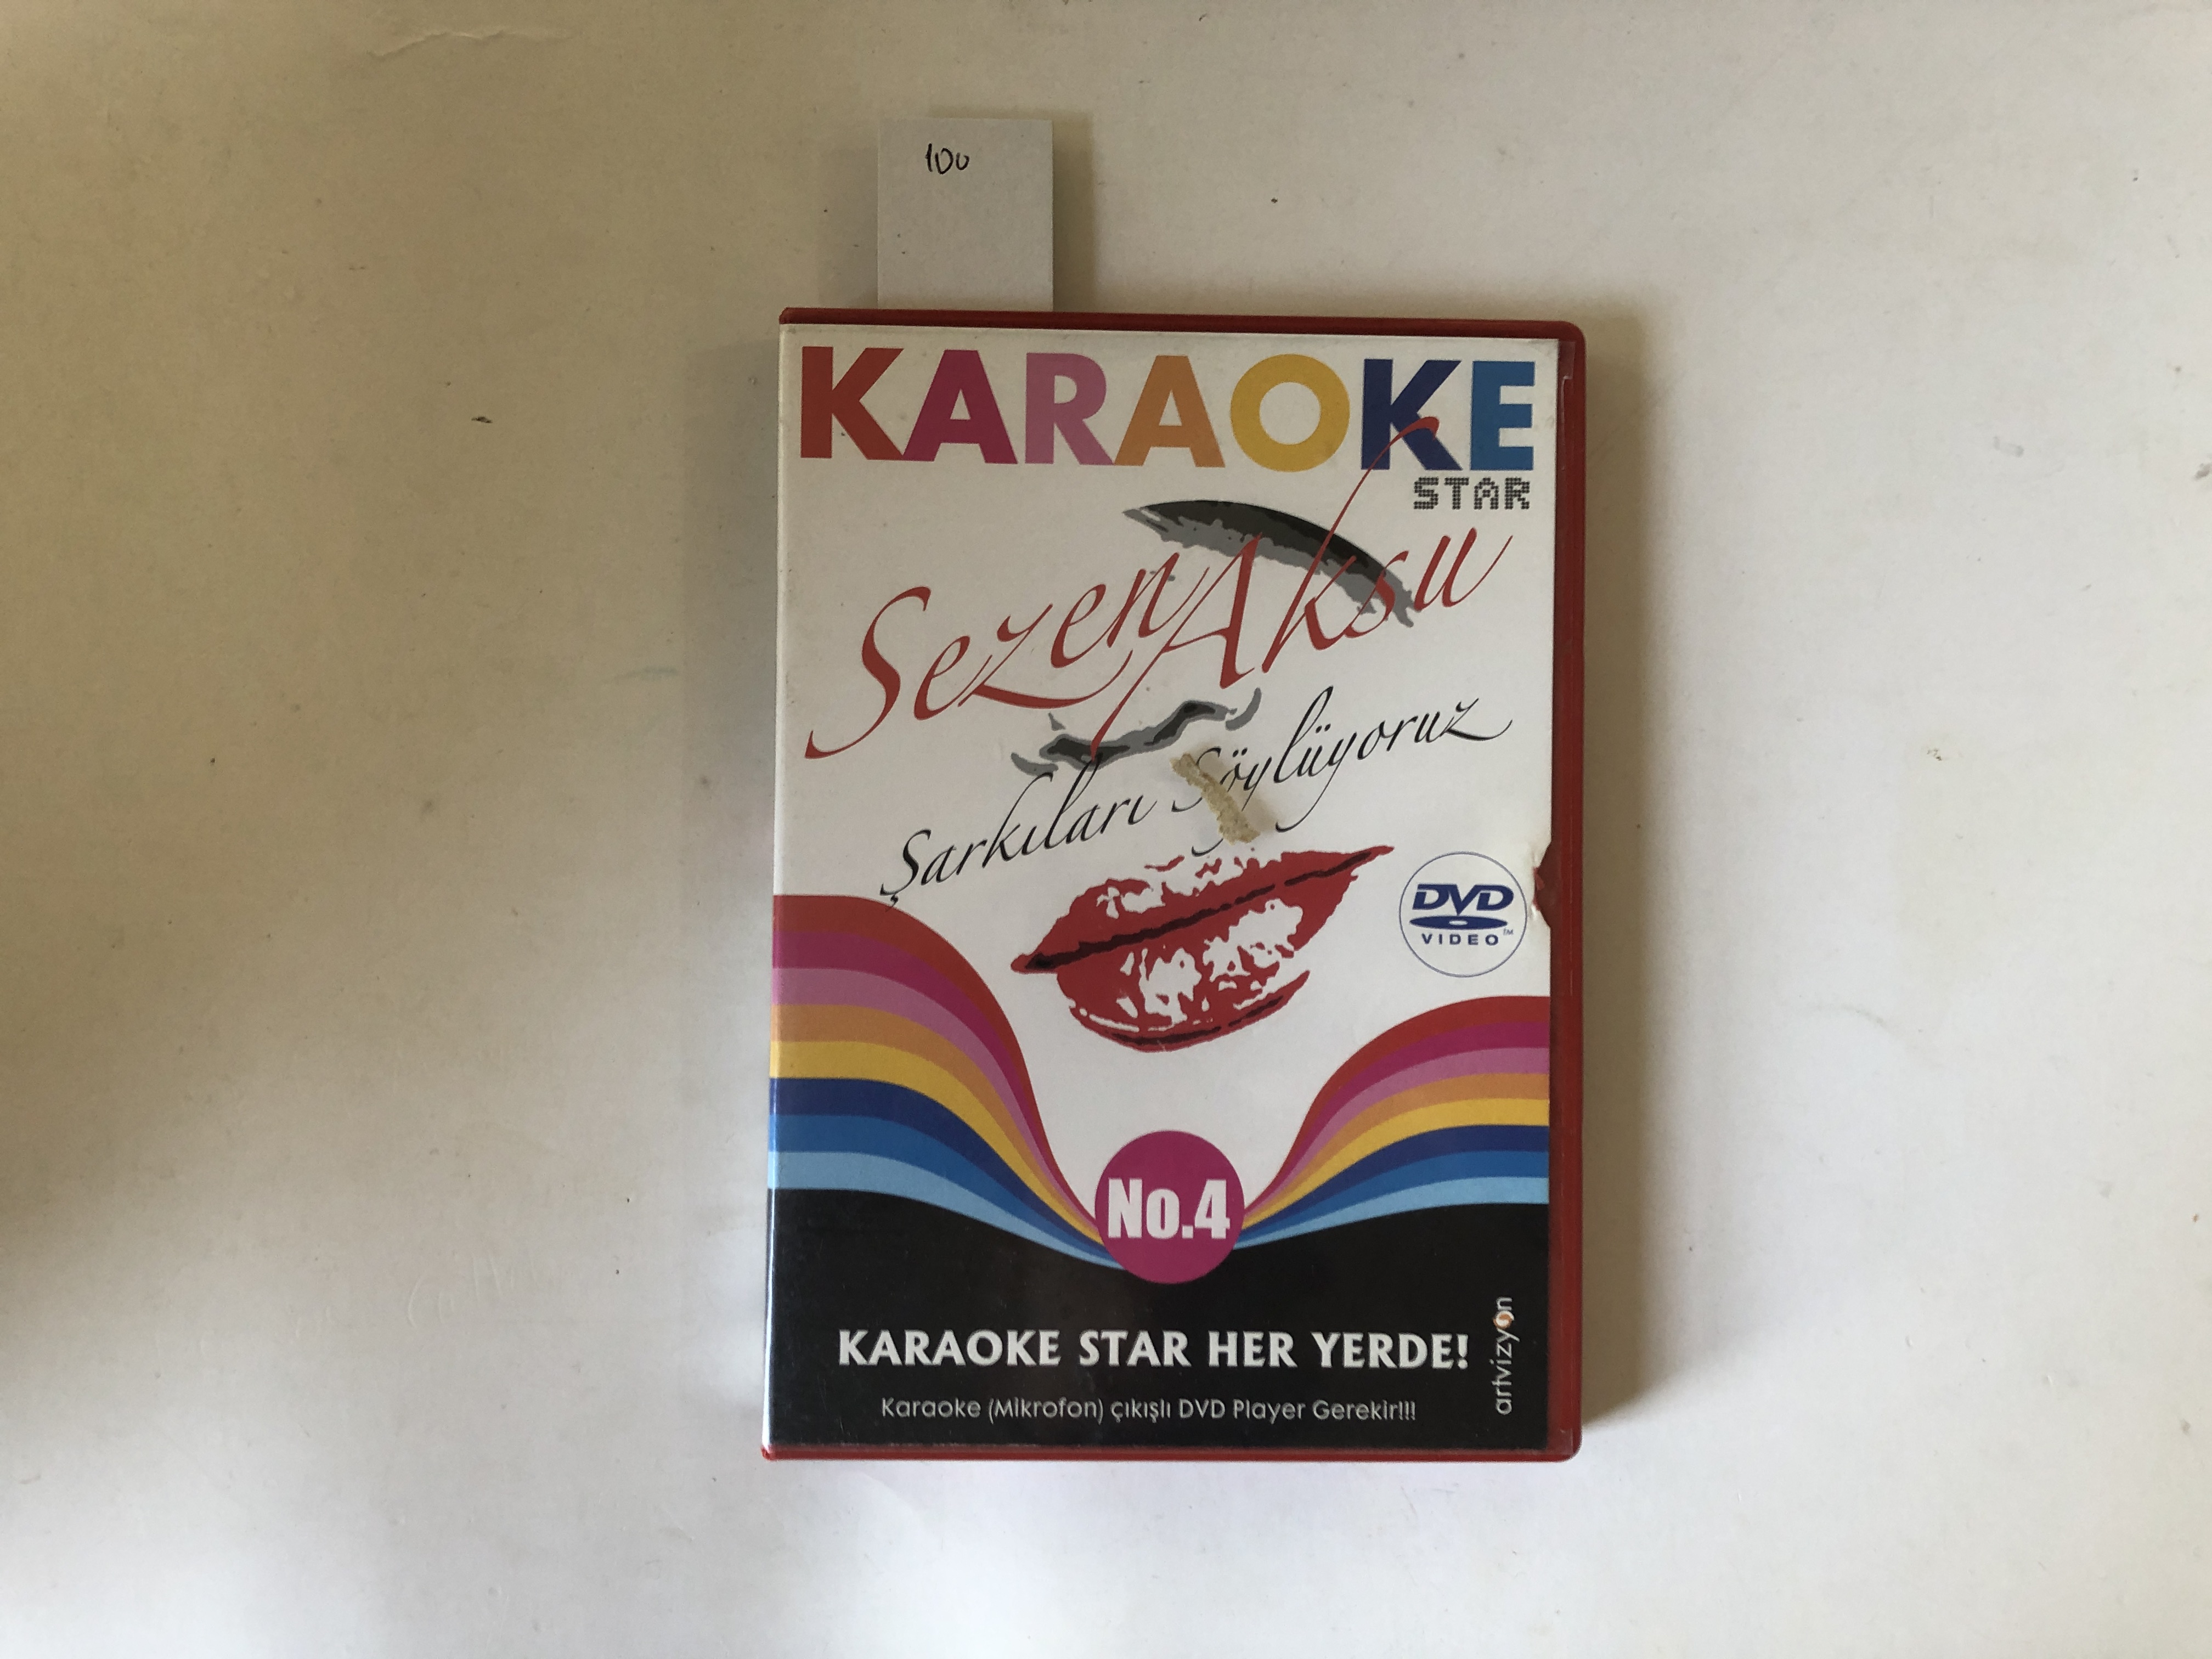 100
KARAOKE
STAR
Sezen Aksu
Şarkıları Söylüyoruz
DVD
VIDEO™
No.4
KARAOKE STAR HER YERDE!
Karaoke (Mikrofon) çıkışlı DVD Player Gerekir!!!
artvizyon